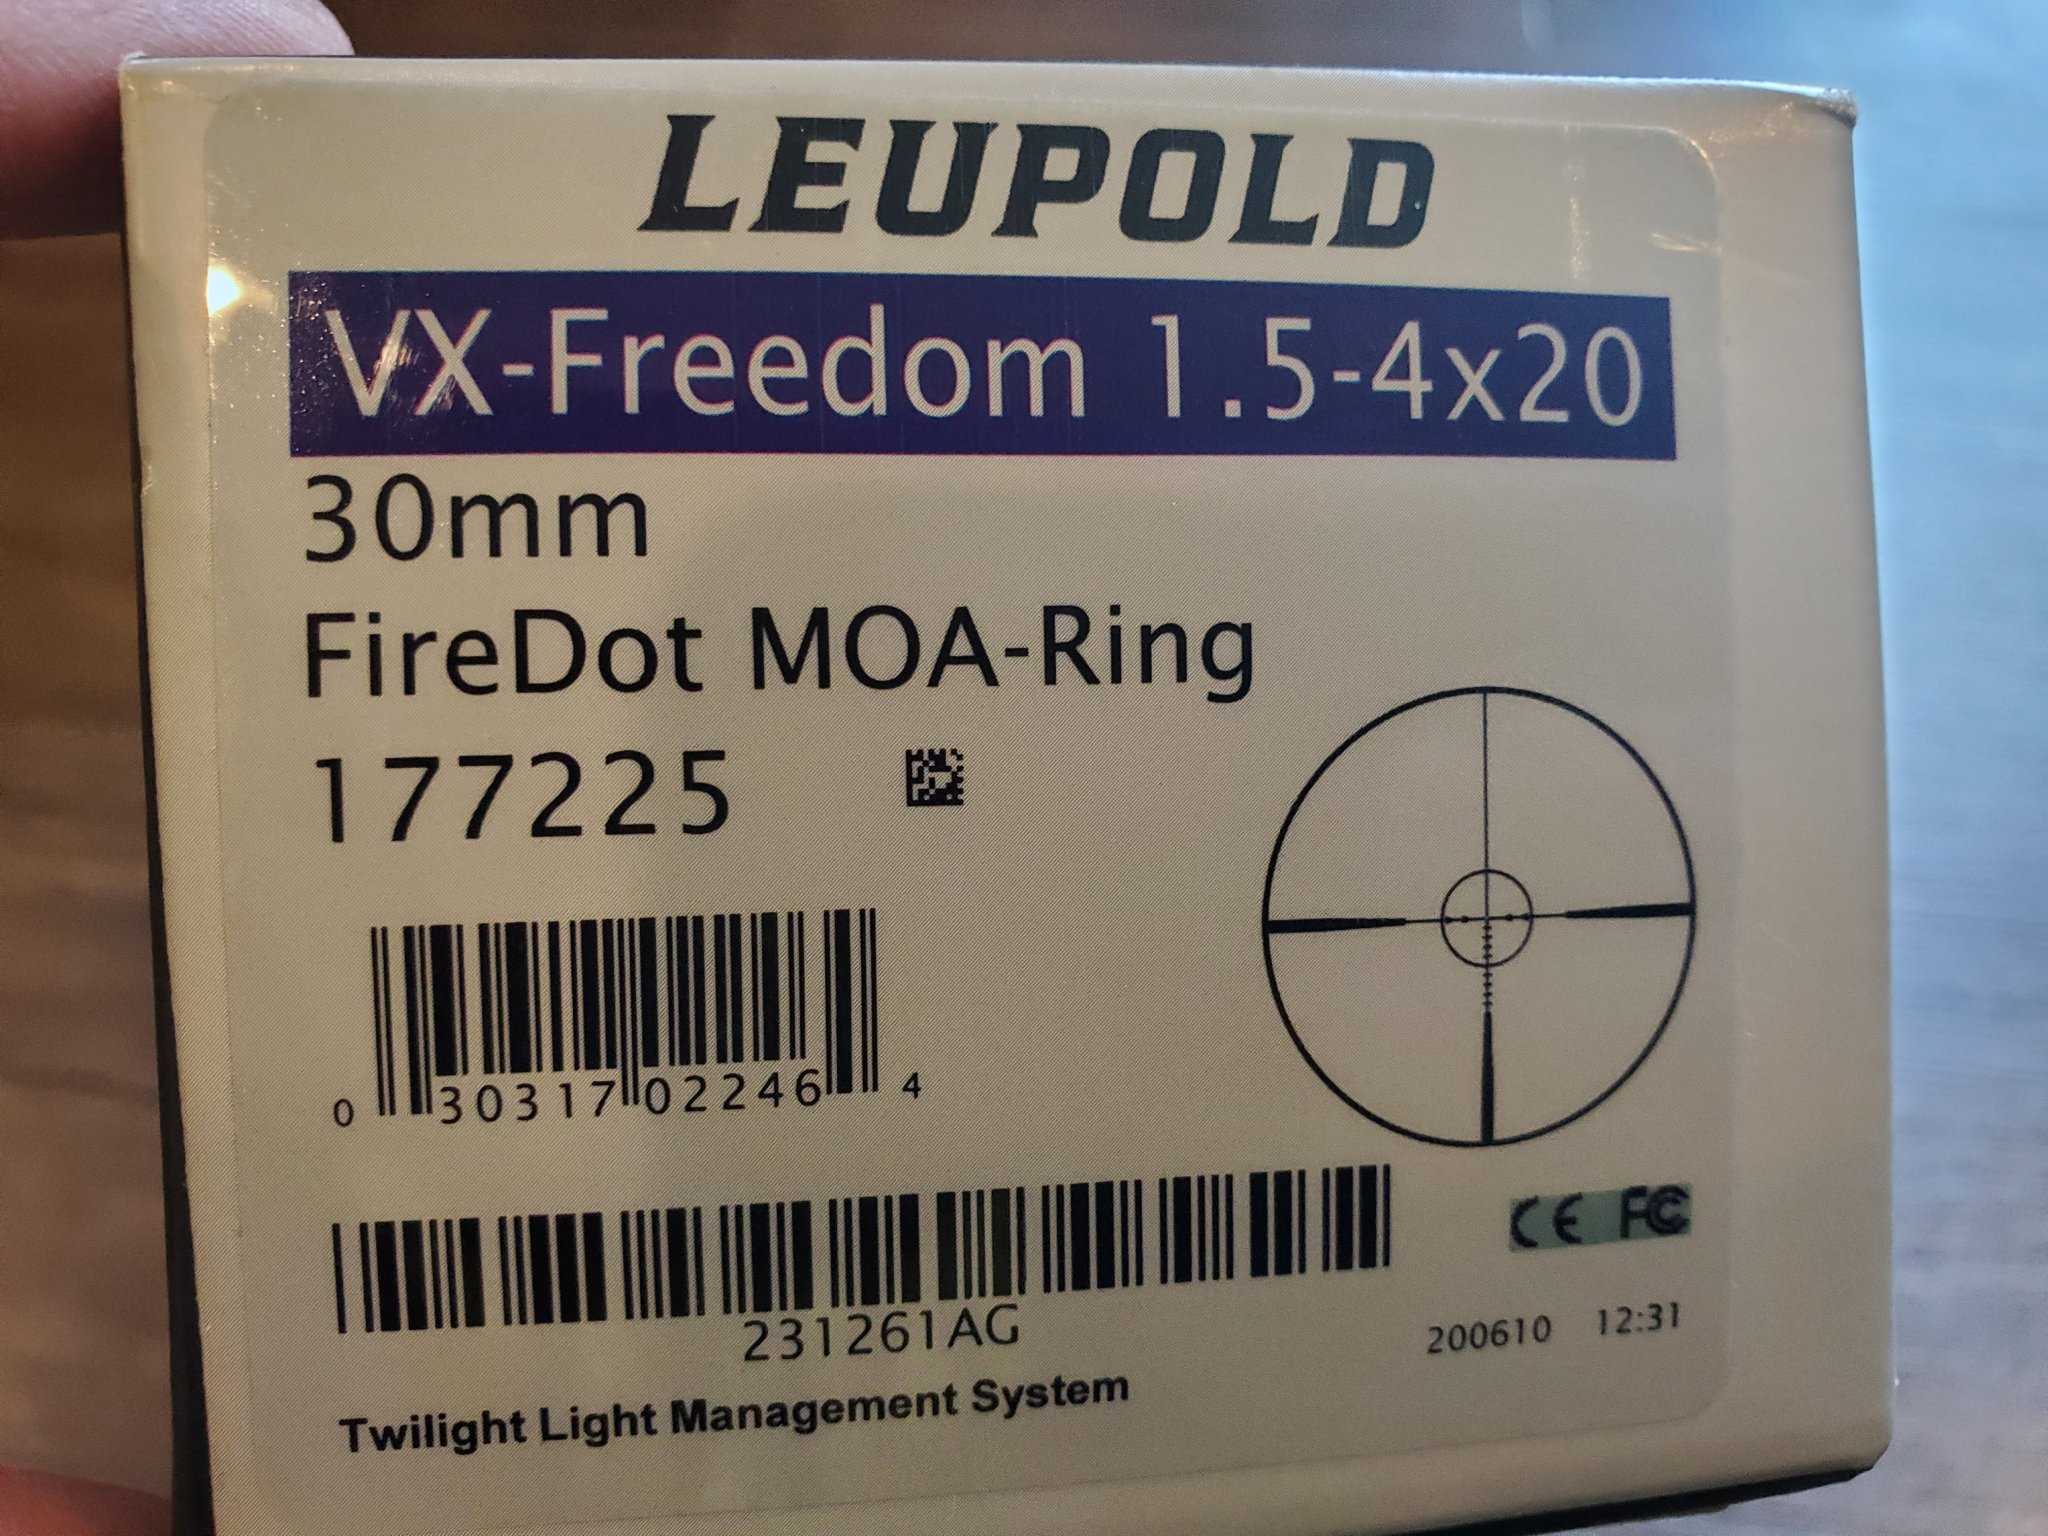 LEUPOLD
VX-Freedom 1.5-4x20
30mm
FireDot MOA-Ring
177225
0 30317 02246 4
CE FC
231261AG
200610 12:31
Twilight Light Management System